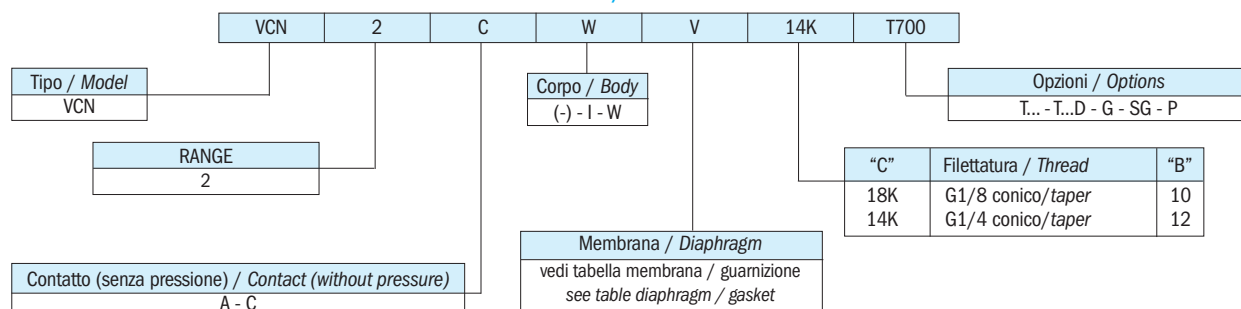 VCN 2 C W V 14K T700
Tipo / Model
VCN
Corpo / Body
(-) - I - W
Opzioni / Options
T... - T...D - G - SG - P
RANGE
2
"C" Filettatura / Thread "B"
18K G1/8 conico/taper 10
14K G1/4 conico/taper 12
Membrana / Diaphragm
vedi tabella membrana / guarnizione
see table diaphragm / gasket
Contatto (senza pressione) / Contact (without pressure)
A - C